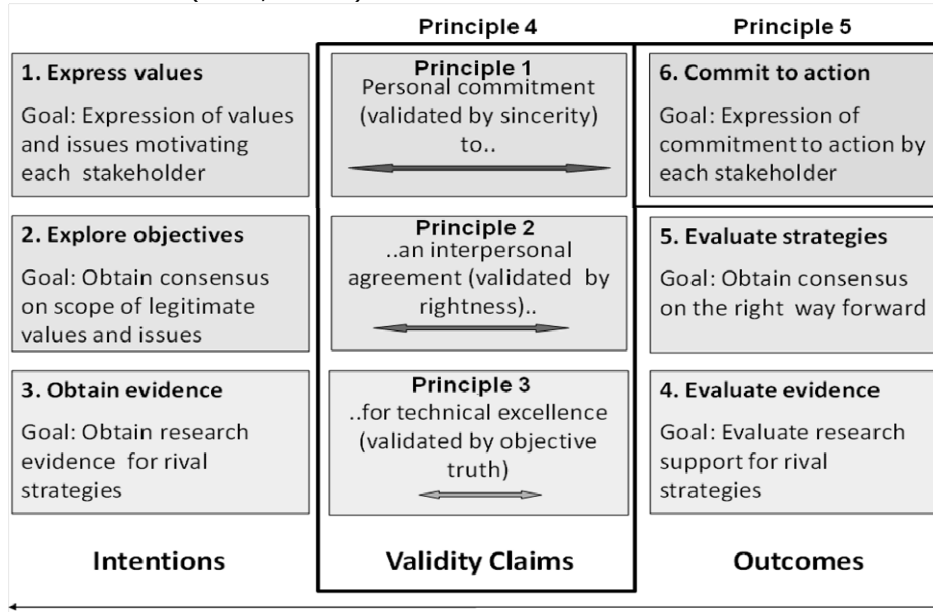 Principle 4
Principle 5
1. Express values
Goal: Expression of values
and issues motivating
each stakeholder
Principle 1
Personal commitment
(validated by sincerity)
to..
6. Commit to action
Goal: Expression of
commitment to action by
each stakeholder
2. Explore objectives
Goal: Obtain consensus
on scope of legitimate
values and issues
Principle 2
..an interpersonal
agreement (validated by
rightness)..
5. Evaluate strategies
Goal: Obtain consensus
on the right way forward
3. Obtain evidence
Goal: Obtain research
evidence for rival
strategies
Principle 3
..for technical excellence
(validated by objective
truth)
4. Evaluate evidence
Goal: Evaluate research
support for rival
strategies
Intentions
Validity Claims
Outcomes